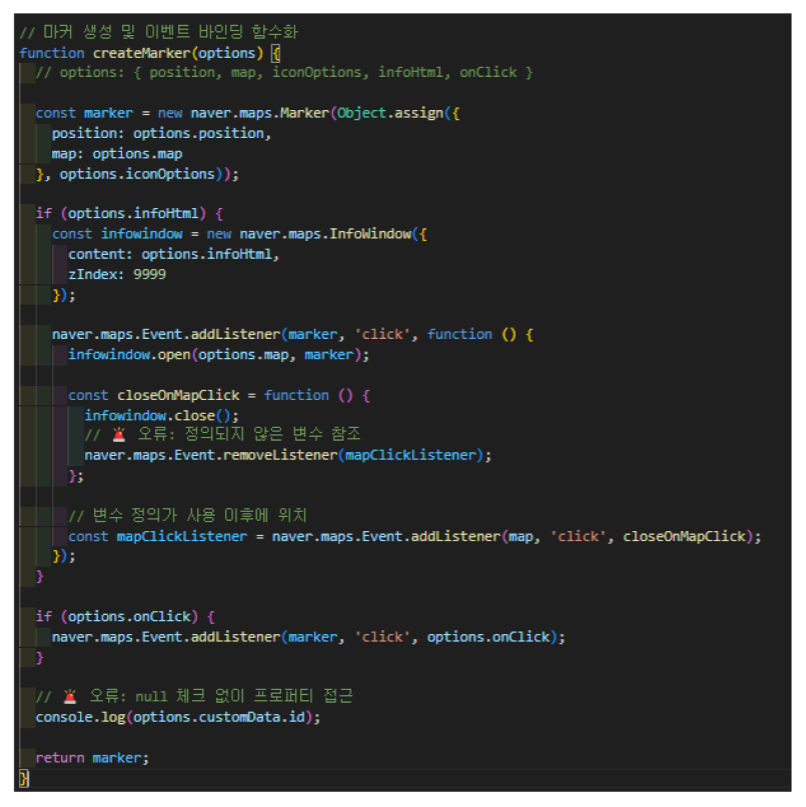 // 마커 생성 및 이벤트 바인딩 함수화
function createMarker(options) {
  // options: { position, map, iconOptions, infoHtml, onClick }

  const marker = new naver.maps.Marker(Object.assign({
    position: options.position,
    map: options.map
  }, options.iconOptions));

  if (options.infoHtml) {
    const infowindow = new naver.maps.InfoWindow({
      content: options.infoHtml,
      zIndex: 9999
    });

    naver.maps.Event.addListener(marker, 'click', function () {
      infowindow.open(options.map, marker);

      const closeOnMapClick = function () {
        infowindow.close();
        // 🚨 오류: 정의되지 않은 변수 참조
        naver.maps.Event.removeListener(mapClickListener);
      };

      // 변수 정의가 사용 이후에 위치
      const mapClickListener = naver.maps.Event.addListener(map, 'click', closeOnMapClick);
    });
  }

  if (options.onClick) {
    naver.maps.Event.addListener(marker, 'click', options.onClick);
  }

  // 🚨 오류: null 체크 없이 프로퍼티 접근
  console.log(options.customData.id);

  return marker;
}